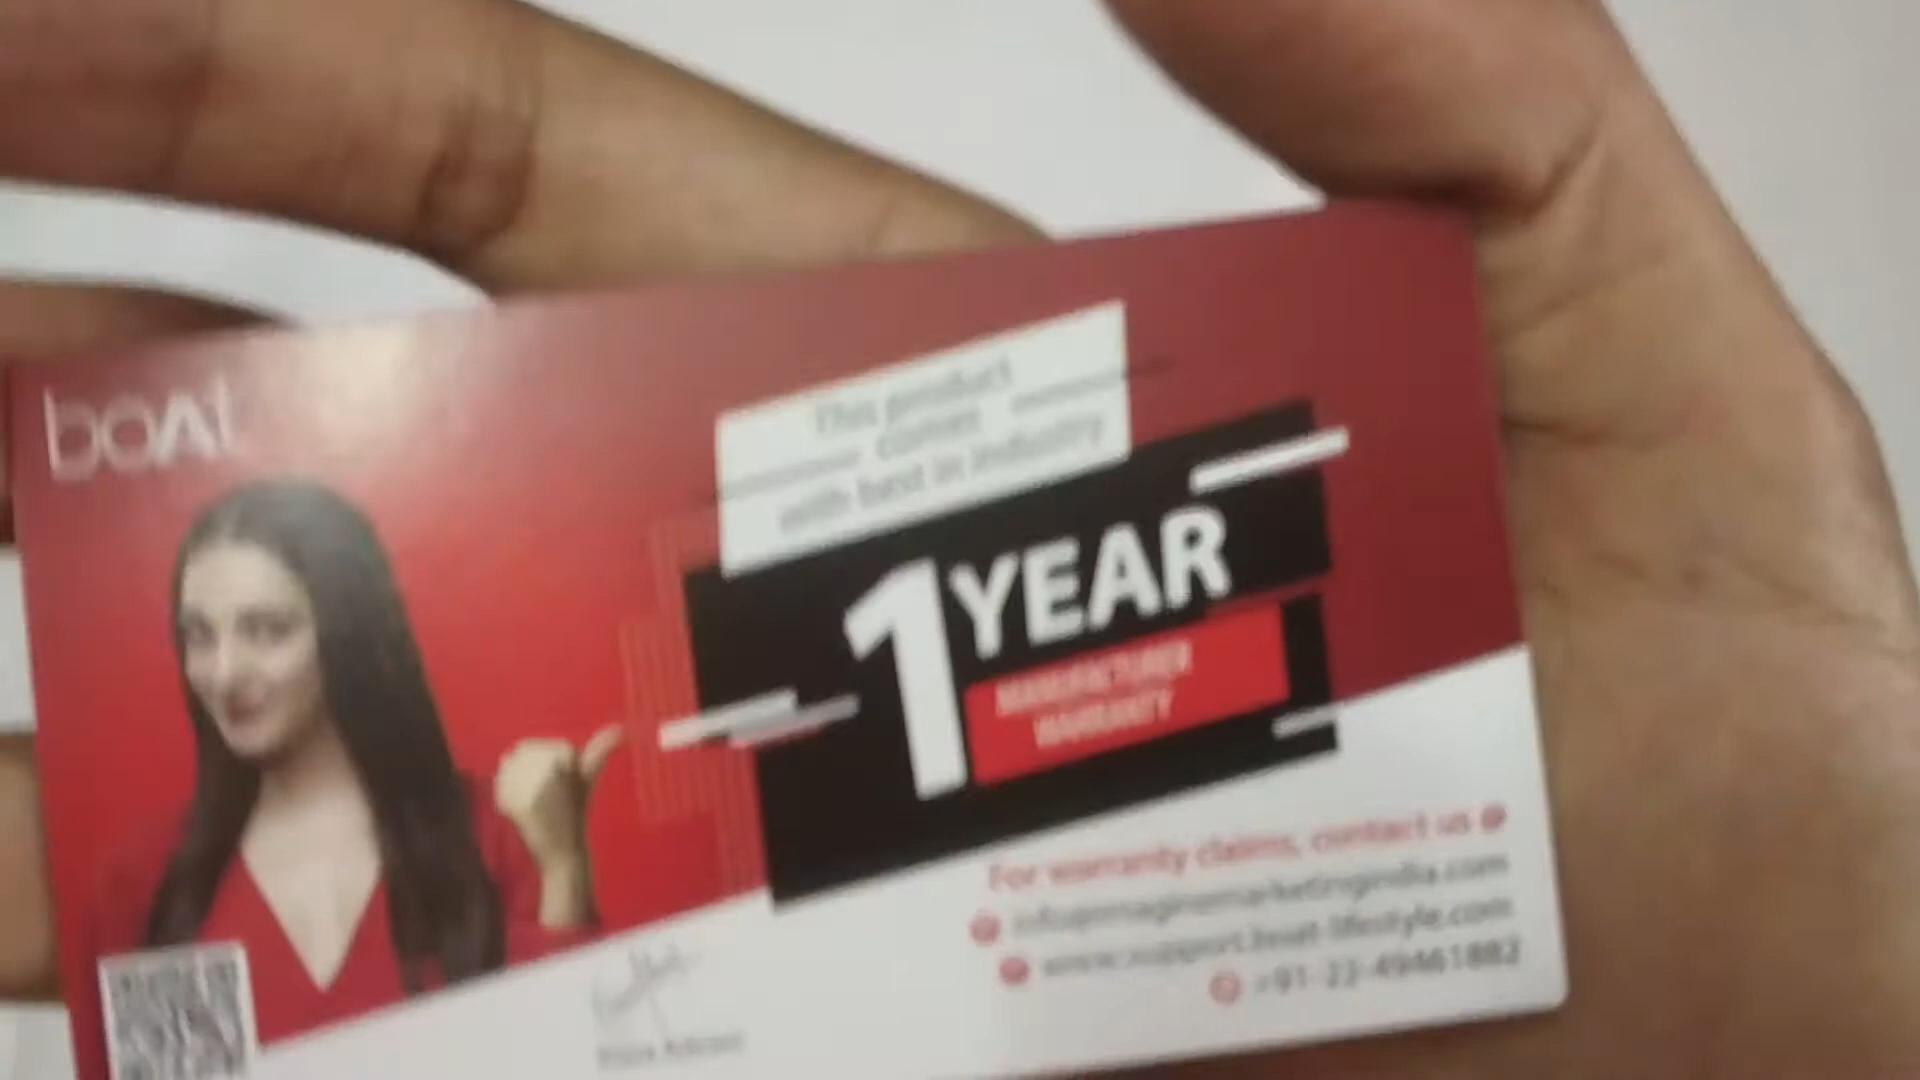 boAt
This product
comes
with best in industry
1 YEAR
MANUFACTURER
WARRANTY
For warranty claims, contact us @
info@imaginemarketingindia.com
www.support.boat-lifestyle.com
+91-22-49461882